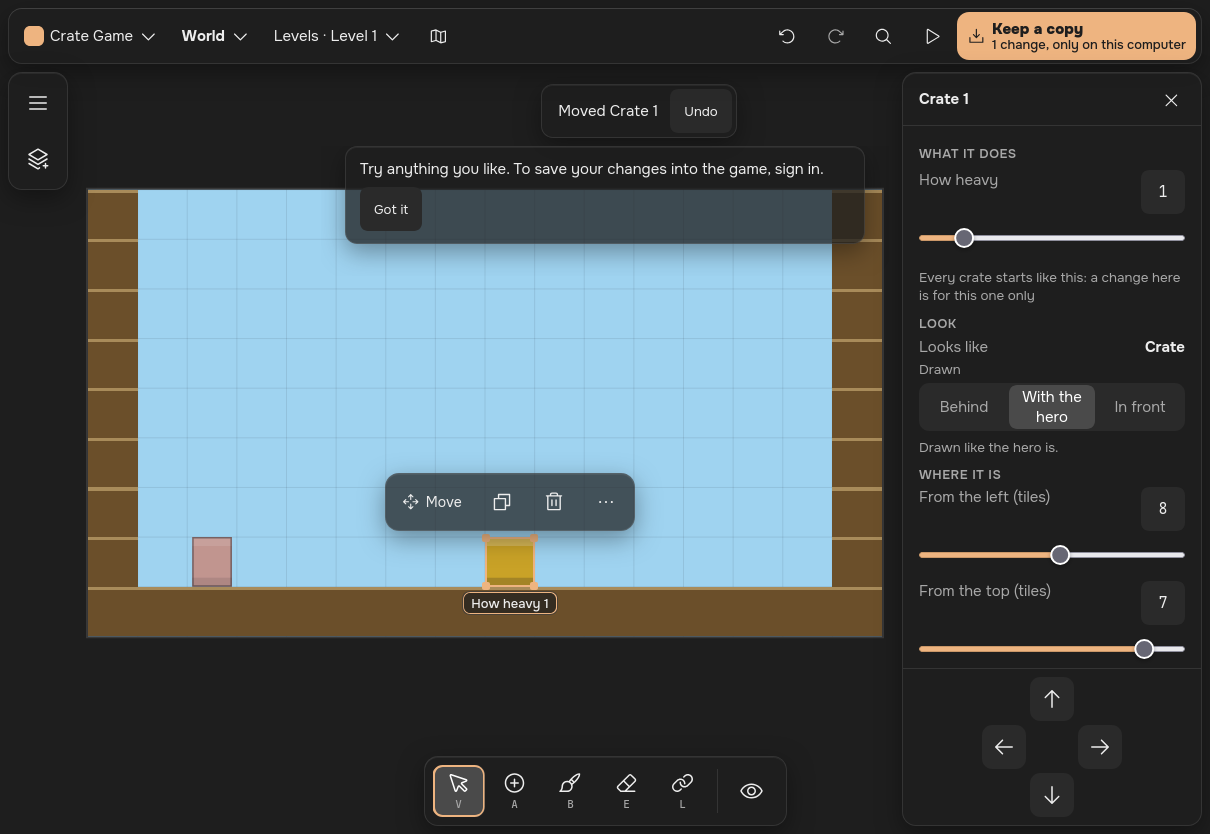 Crate Game
World
Levels · Level 1
Keep a copy
1 change, only on this computer
Moved Crate 1
Undo
Try anything you like. To save your changes into the game, sign in.
Got it
Move
How heavy 1
V
A
B
E
L
Crate 1
WHAT IT DOES
How heavy
1
Every crate starts like this: a change here
is for this one only
LOOK
Looks like
Crate
Drawn
Behind
With the
hero
In front
Drawn like the hero is.
WHERE IT IS
From the left (tiles)
8
From the top (tiles)
7